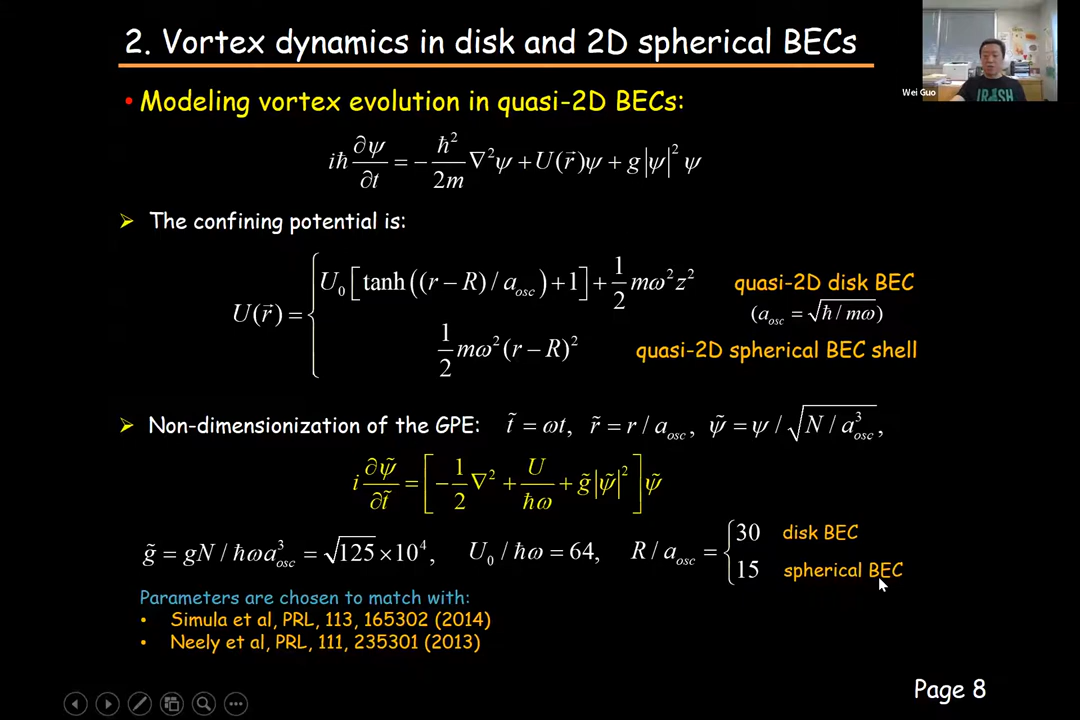 2. Vortex dynamics in disk and 2D spherical BECs
Wei Guo
IRISH
• Modeling vortex evolution in quasi-2D BECs:
iħ ∂ψ/∂t = −ħ²/2m ∇²ψ + U(r⃗)ψ + g|ψ|²ψ
➢ The confining potential is:
U(r⃗) = { U₀[tanh((r − R) / a_osc) + 1] + 1/2 mω²z² quasi-2D disk BEC
(a_osc = √(ħ / mω))
1/2 mω²(r − R)² quasi-2D spherical BEC shell
➢ Non-dimensionization of the GPE: t̃ = ωt, r̃ = r / a_osc, ψ̃ = ψ / √(N / a³_osc),
i ∂ψ̃/∂t̃ = [−1/2 ∇² + U/ħω + g̃|ψ̃|²] ψ̃
g̃ = gN / ħωa³_osc = √125 × 10⁴, U₀ / ħω = 64, R / a_osc = { 30 disk BEC
15 spherical BEC
Parameters are chosen to match with:
• Simula et al, PRL, 113, 165302 (2014)
• Neely et al, PRL, 111, 235301 (2013)
Page 8